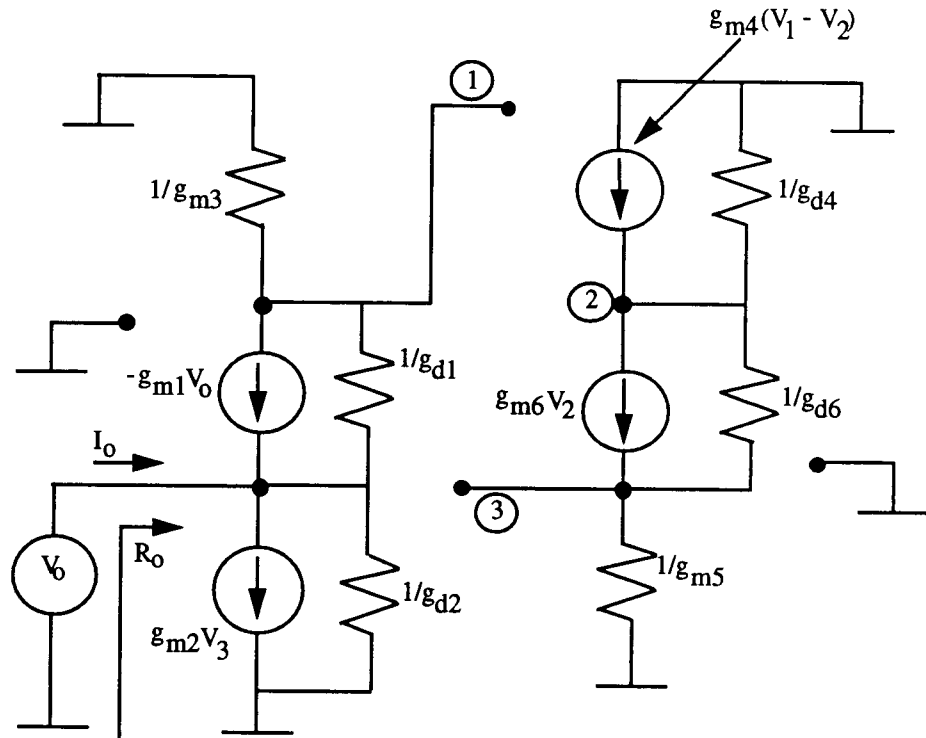 g_m4(V_1 - V_2)
1
1/g_m3
1/g_d4
2
-g_m1V_o
1/g_d1
g_m6V_2
1/g_d6
I_o
3
V_o
R_o
1/g_m5
1/g_d2
g_m2V_3